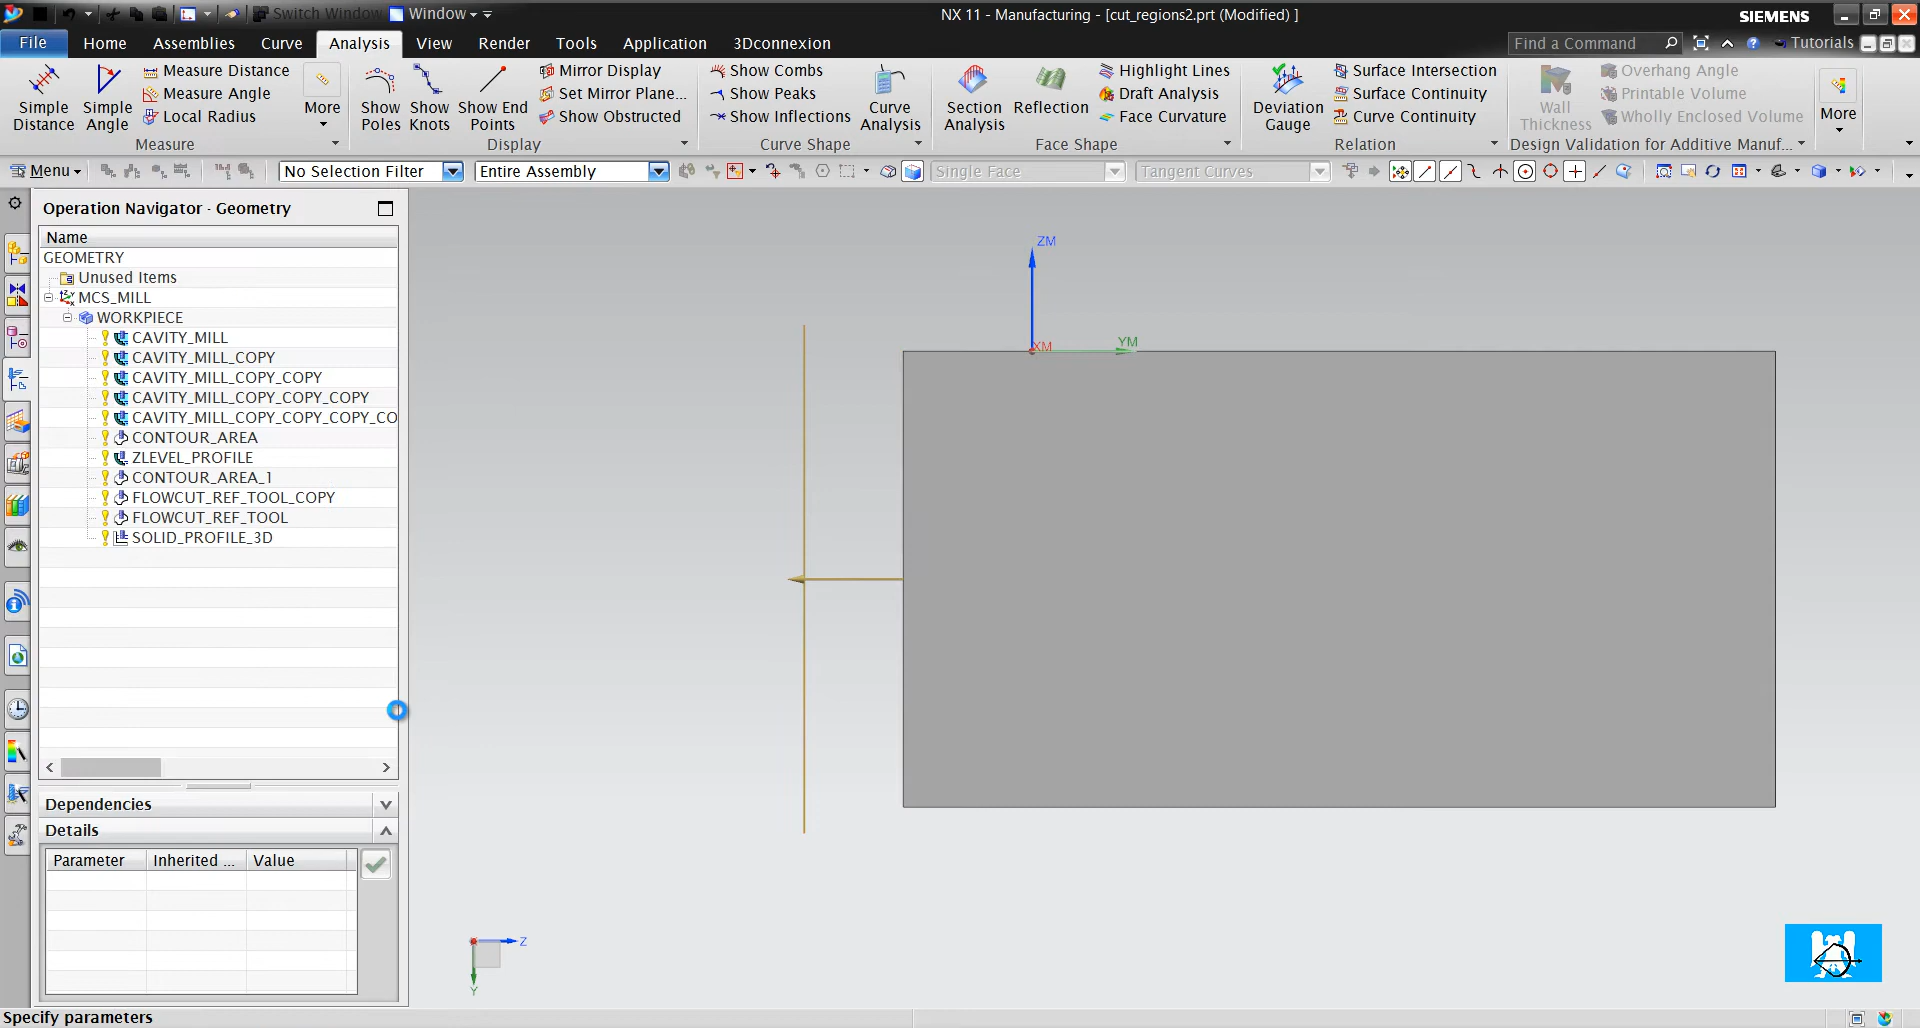 Switch Window Window
NX 11 - Manufacturing - [cut_regions2.prt (Modified) ]
SIEMENS
File Home Assemblies Curve Analysis View Render Tools Application 3Dconnexion
Find a Command
Tutorials
Simple Distance
Simple Angle
Measure Distance
Measure Angle
Local Radius
More
Measure
Show Poles
Show Knots
Show End Points
Mirror Display
Set Mirror Plane...
Show Obstructed
Display
Show Combs
Show Peaks
Show Inflections
Curve Analysis
Curve Shape
Section Analysis
Reflection
Highlight Lines
Draft Analysis
Face Curvature
Face Shape
Deviation Gauge
Surface Intersection
Surface Continuity
Curve Continuity
Relation
Wall Thickness
Overhang Angle
Printable Volume
Wholly Enclosed Volume
Design Validation for Additive Manuf...
More
Menu
No Selection Filter
Entire Assembly
Single Face
Tangent Curves
Operation Navigator - Geometry
Name
GEOMETRY
Unused Items
MCS_MILL
WORKPIECE
CAVITY_MILL
CAVITY_MILL_COPY
CAVITY_MILL_COPY_COPY
CAVITY_MILL_COPY_COPY_COPY
CAVITY_MILL_COPY_COPY_COPY_CO
CONTOUR_AREA
ZLEVEL_PROFILE
CONTOUR_AREA_1
FLOWCUT_REF_TOOL_COPY
FLOWCUT_REF_TOOL
SOLID_PROFILE_3D
Dependencies
Details
Parameter Inherited ... Value
ZM
XM
YM
Z
Y
Specify parameters